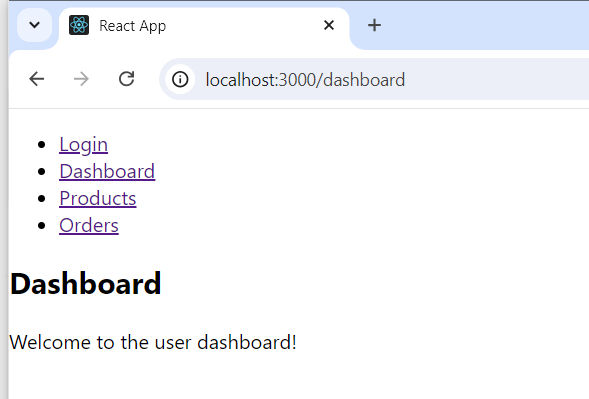 React App
localhost:3000/dashboard
Login
Dashboard
Products
Orders
Dashboard
Welcome to the user dashboard!